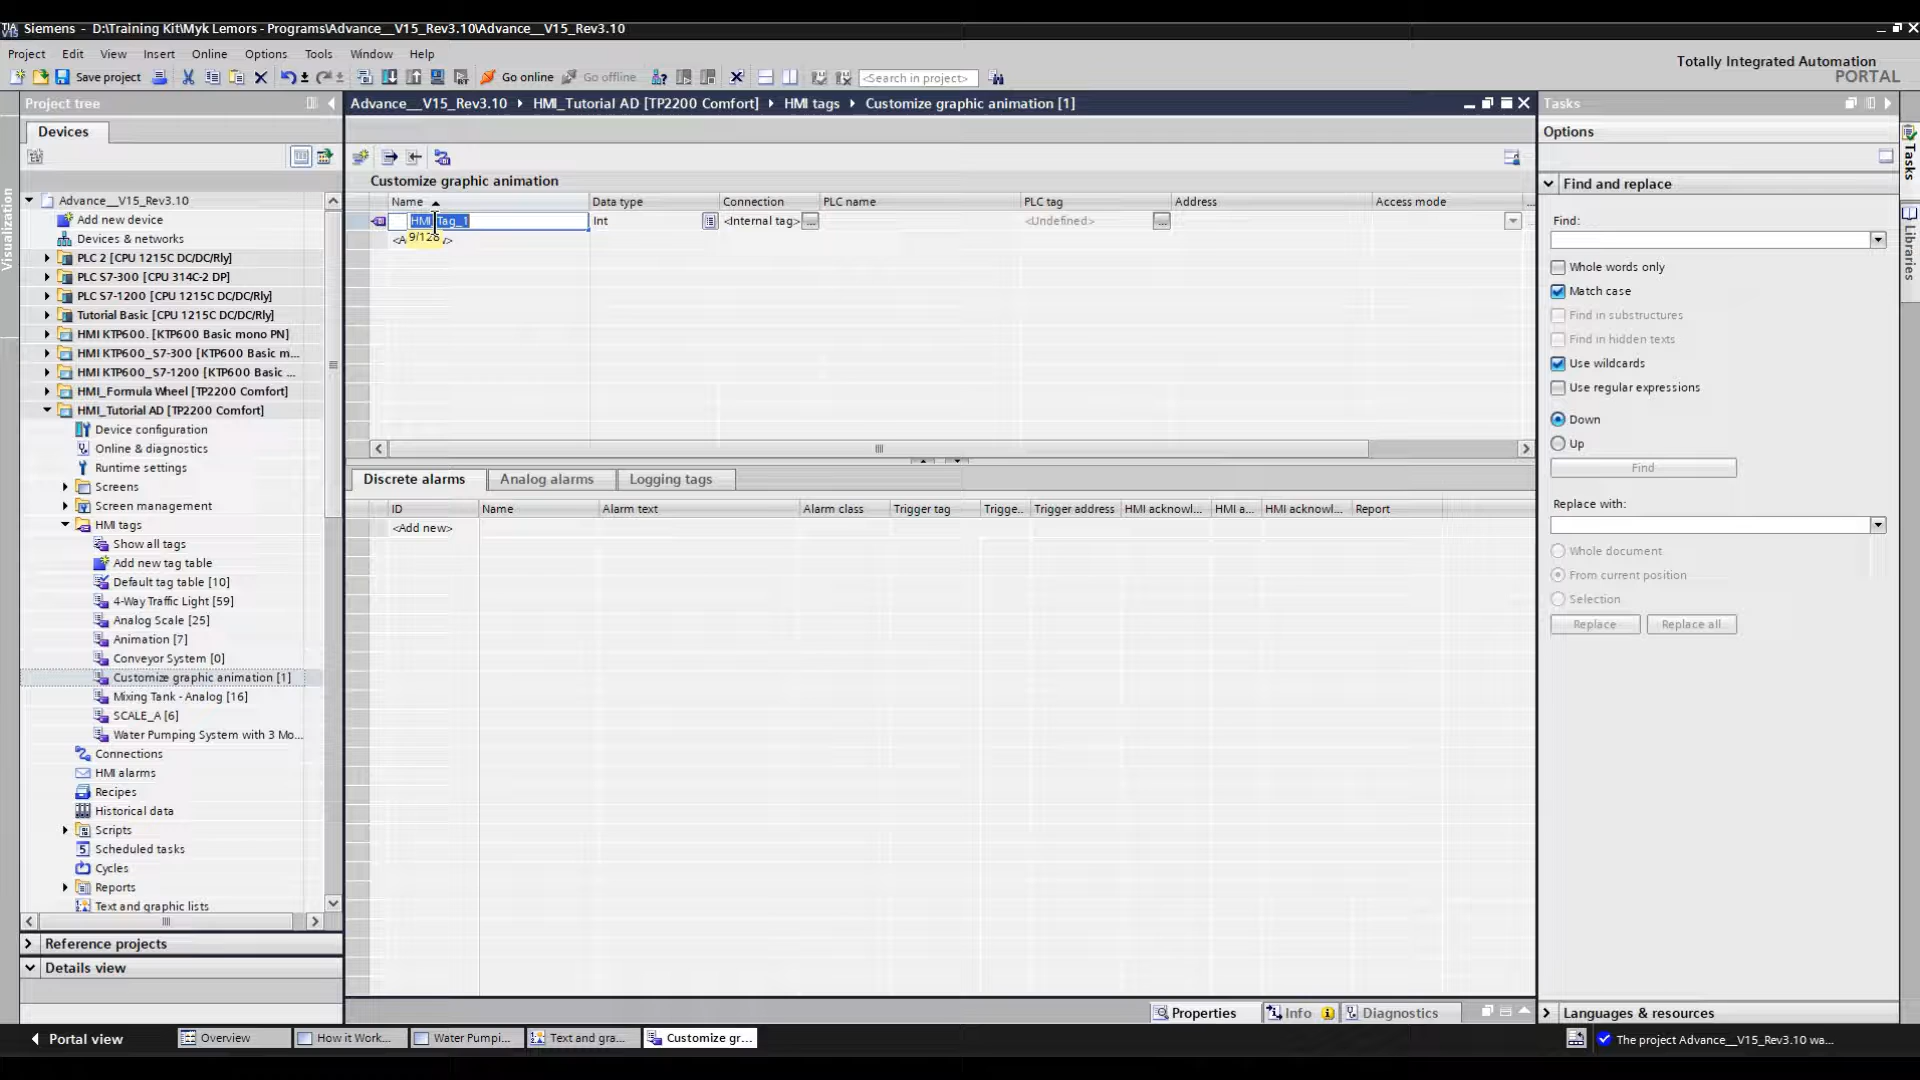 Siemens - D:\Training Kit\Myk Lemors - Programs\Advance__V15_Rev3.10\Advance__V15_Rev3.10
Project Edit View Insert Online Options Tools Window Help
Totally Integrated Automation
PORTAL
Save project Go online Go offline <Search in project>
Project tree
Advance__V15_Rev3.10 HMI_Tutorial AD [TP2200 Comfort] HMI tags Customize graphic animation [1]
Tasks
Devices
Options
Customize graphic animation
Find and replace
Name Data type Connection PLC name PLC tag Address Access mode
HMI_Tag_1 Int <Internal tag> ... <Undefined> ...
9/128
Advance__V15_Rev3.10
Add new device
Devices & networks
PLC 2 [CPU 1215C DC/DC/Rly]
PLC S7-300 [CPU 314C-2 DP]
PLC S7-1200 [CPU 1215C DC/DC/Rly]
Tutorial Basic [CPU 1215C DC/DC/Rly]
HMI KTP600. [KTP600 Basic mono PN]
HMI KTP600_S7-300 [KTP600 Basic m...
HMI KTP600_S7-1200 [KTP600 Basic ...
HMI_Formula Wheel [TP2200 Comfort]
HMI_Tutorial AD [TP2200 Comfort]
Device configuration
Online & diagnostics
Runtime settings
Screens
Screen management
HMI tags
Show all tags
Add new tag table
Default tag table [10]
4-Way Traffic Light [59]
Analog Scale [25]
Animation [7]
Conveyor System [0]
Customize graphic animation [1]
Mixing Tank - Analog [16]
SCALE_A [6]
Water Pumping System with 3 Mo...
Connections
HMI alarms
Recipes
Historical data
Scripts
Scheduled tasks
Cycles
Reports
Text and graphic lists
Reference projects
Details view
Discrete alarms Analog alarms Logging tags
ID Name Alarm text Alarm class Trigger tag Trigge.. Trigger address HMI acknowl... HMI a... HMI acknowl... Report
<Add new>
Find:
Whole words only
Match case
Find in substructures
Find in hidden texts
Use wildcards
Use regular expressions
Down
Up
Find
Replace with:
Whole document
From current position
Selection
Replace Replace all
Properties Info Diagnostics
Languages & resources
Portal view Overview How it Work... Water Pumpi... Text and gra... Customize gr...
The project Advance__V15_Rev3.10 wa...
Visualization
Tasks
Libraries